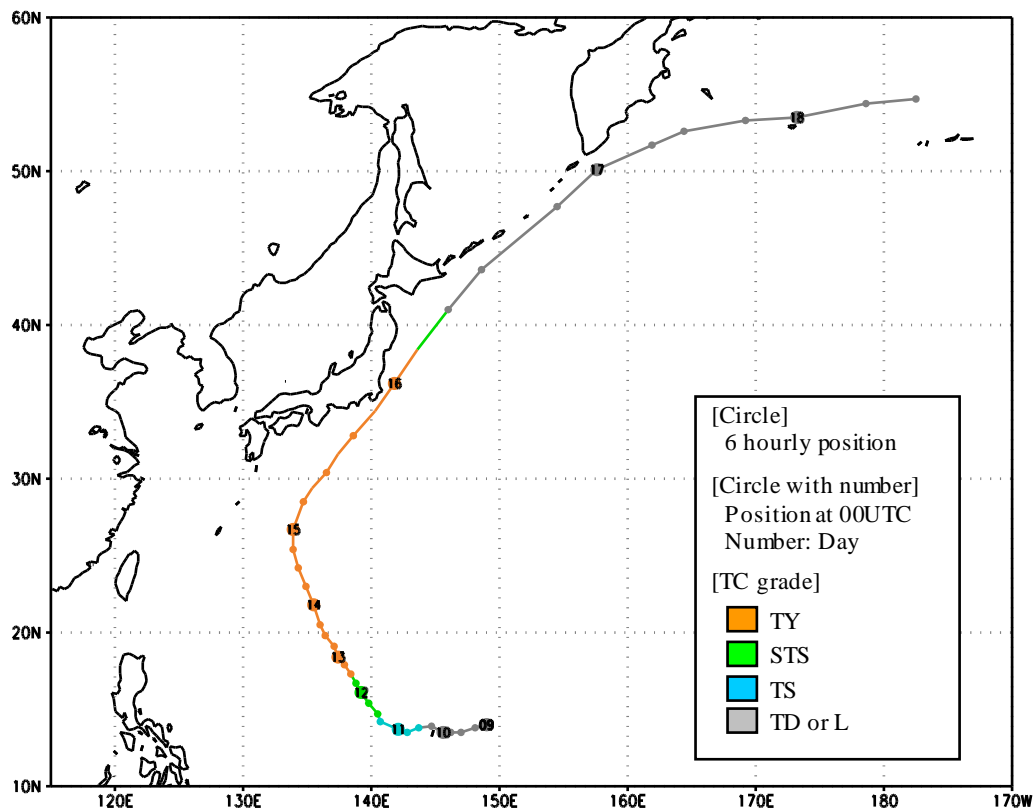 60N
50N
40N
30N
20N
10N
120E
130E
140E
150E
160E
170E
180
170W
09
10
11
12
13
14
15
16
17
18
[Circle]
6 hourly position
[Circle with number]
Position at 00UTC
Number: Day
[TC grade]
TY
STS
TS
TD or L